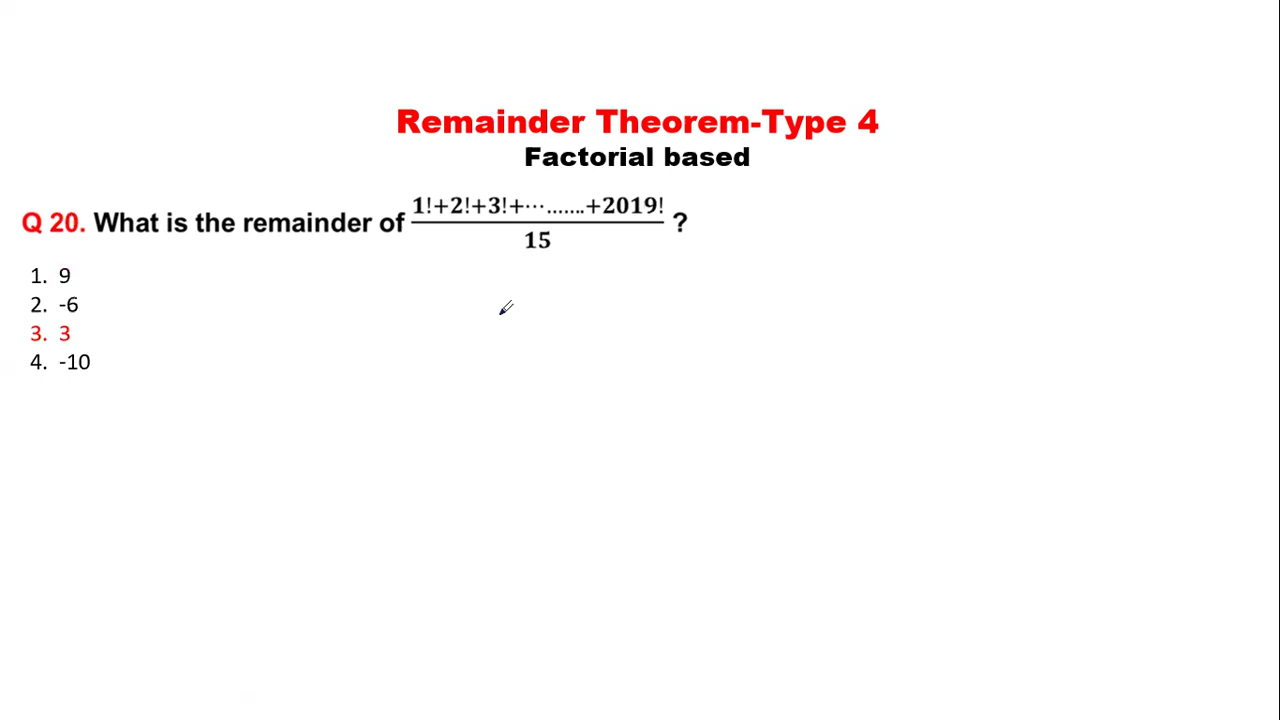 Remainder Theorem-Type 4
Factorial based
Q 20. What is the remainder of \frac{1!+2!+3!+⋯.......+2019!}{15} ?
1. 9
2. -6
3. 3
4. -10